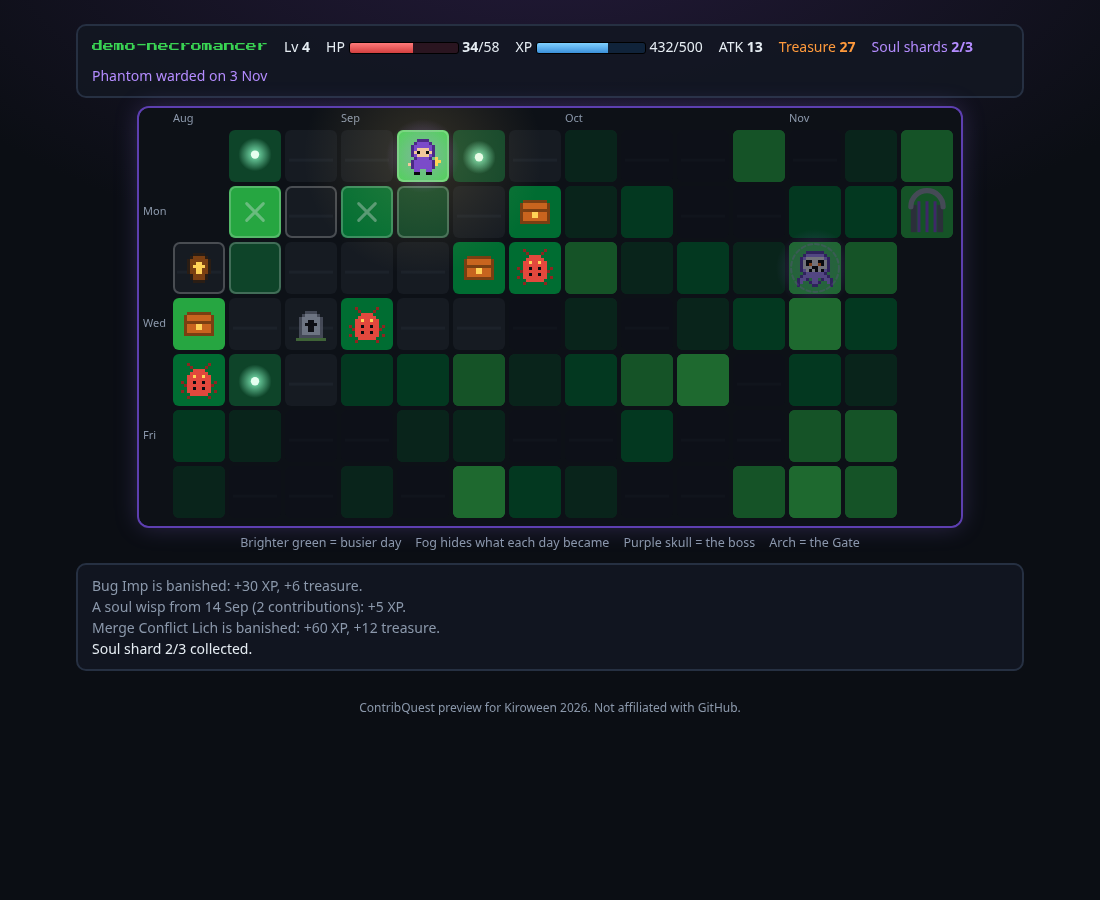 demo-necromancer Lv 4 HP 34/58 XP 432/500 ATK 13 Treasure 27 Soul shards 2/3
Phantom warded on 3 Nov
Aug Sep Oct Nov
Mon
Wed
Fri
Brighter green = busier day Fog hides what each day became Purple skull = the boss Arch = the Gate
Bug Imp is banished: +30 XP, +6 treasure.
A soul wisp from 14 Sep (2 contributions): +5 XP.
Merge Conflict Lich is banished: +60 XP, +12 treasure.
Soul shard 2/3 collected.
ContribQuest preview for Kiroween 2026. Not affiliated with GitHub.